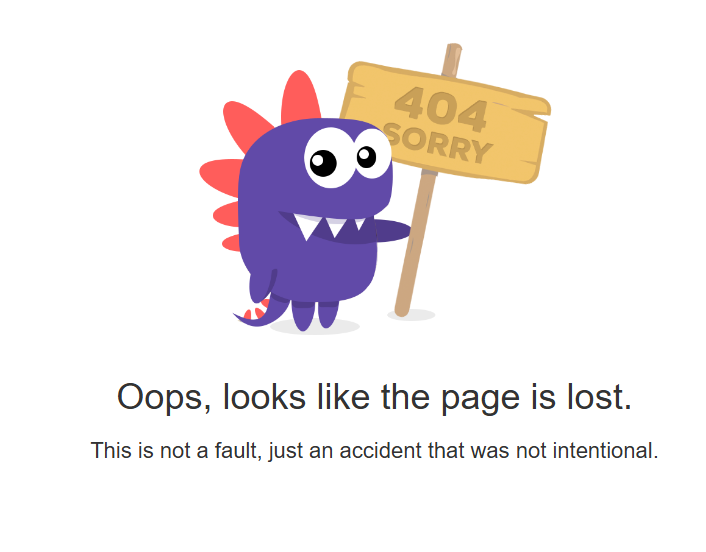 404
SORRY
Oops, looks like the page is lost.
This is not a fault, just an accident that was not intentional.